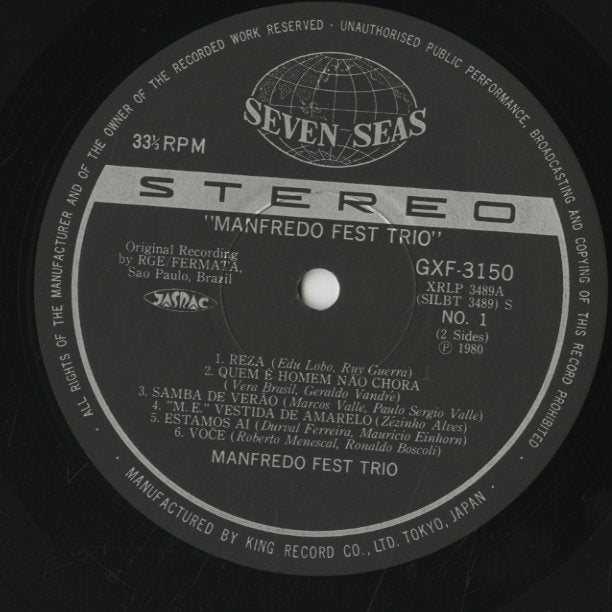 ALL RIGHTS OF THE MANUFACTURER AND OF THE OWNER OF THE RECORDED WORK RESERVED - UNAUTHORISED PUBLIC PERFORMANCE, BROADCASTING AND COPYING OF THIS RECORD PROHIBITED
SEVEN SEAS
33⅓ RPM
STEREO
"MANFREDO FEST TRIO"
Original Recording
by RGE/FERMATA,
Sao Paulo, Brazil
JASRAC
GXF-3150
XRLP 3489A
(SILBT 3489) S
NO. 1
(2 Sides)
Ⓟ 1980
1. REZA (Edu Lobo, Ruy Guerra)
2. QUEM É HOMEM NÃO CHORA
(Vera Brasil, Geraldo Vandrè)
3. SAMBA DE VERÃO (Marcos Valle, Paulo Sergio Valle)
4. "M. E." VESTIDA DE AMARELO (Zezinho Alves)
5. ESTAMOS AI (Durval Ferreira, Mauricio Einhorn)
6. VOCE (Roberto Menescal, Ronaldo Boscoli)
MANFREDO FEST TRIO
MANUFACTURED BY KING RECORD CO., LTD. TOKYO, JAPAN